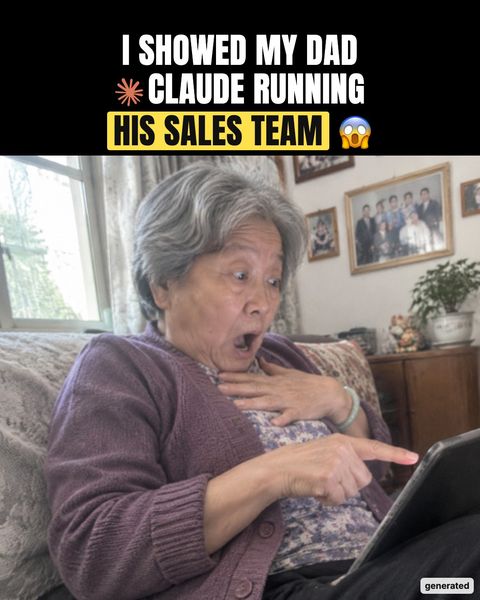 I SHOWED MY DAD
CLAUDE RUNNING
HIS SALES TEAM 😱
generated